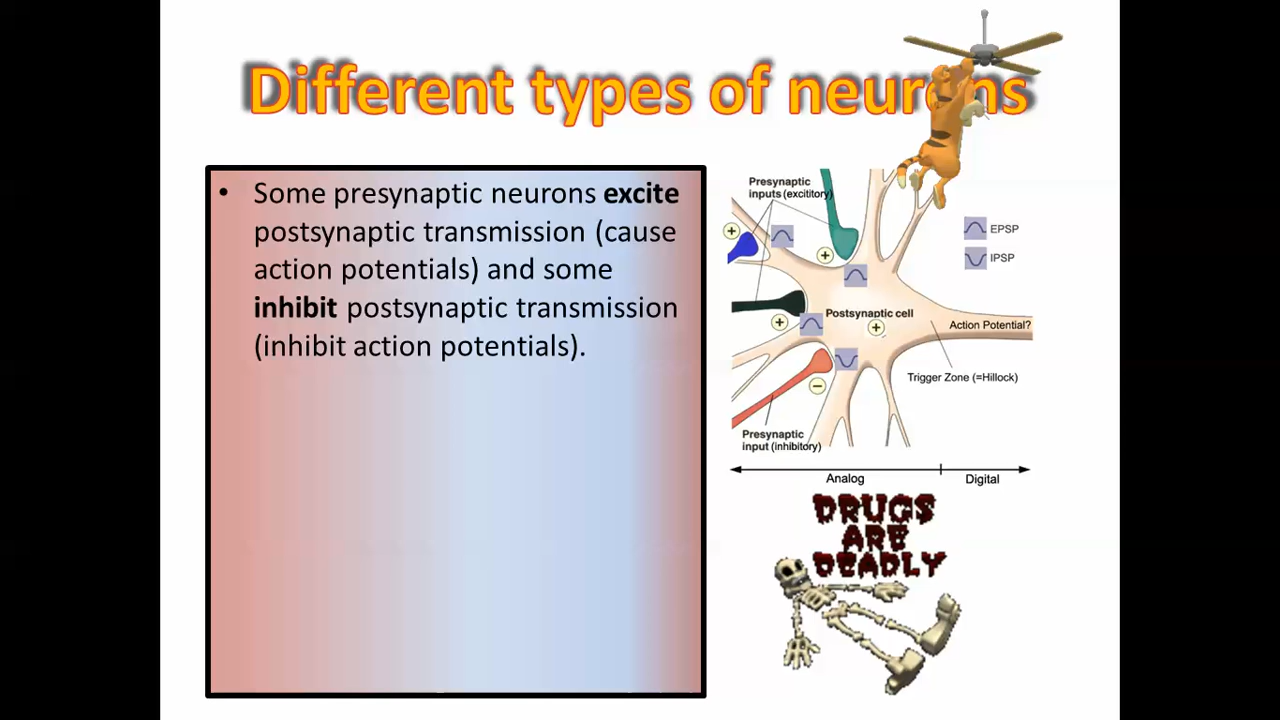 Different types of neurons
• Some presynaptic neurons excite
postsynaptic transmission (cause
action potentials) and some
inhibit postsynaptic transmission
(inhibit action potentials).
Presynaptic
inputs (excititory)
+
+
EPSP
IPSP
Postsynaptic cell
+
+
Action Potential?
Trigger Zone (=Hillock)
−
Presynaptic
input (inhibitory)
Analog
Digital
DRUGS
ARE
DEADLY